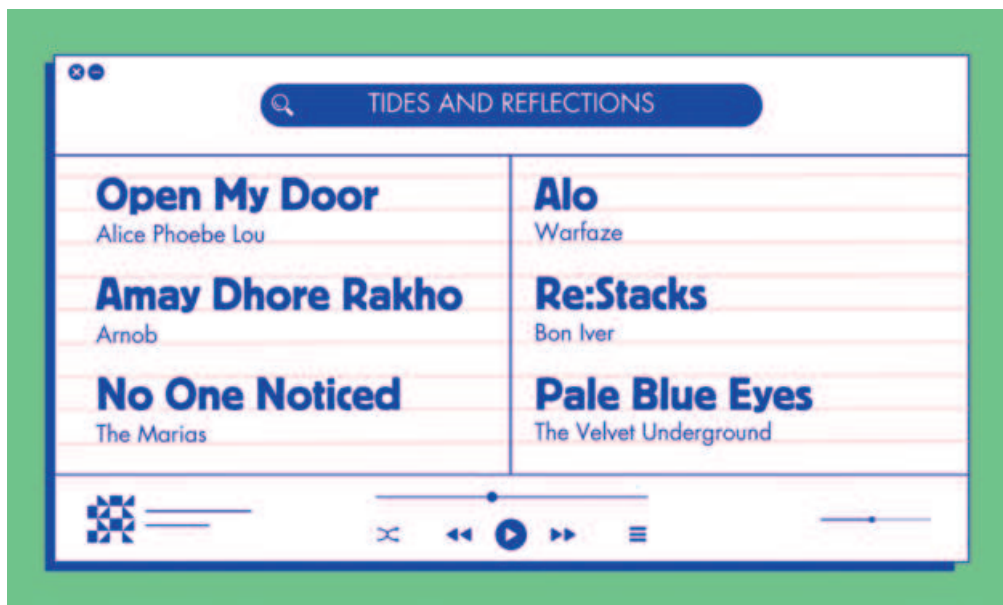 TIDES AND REFLECTIONS
Open My Door
Alice Phoebe Lou
Amay Dhore Rakho
Arnob
No One Noticed
The Marias
Alo
Warfaze
Re:Stacks
Bon Iver
Pale Blue Eyes
The Velvet Underground